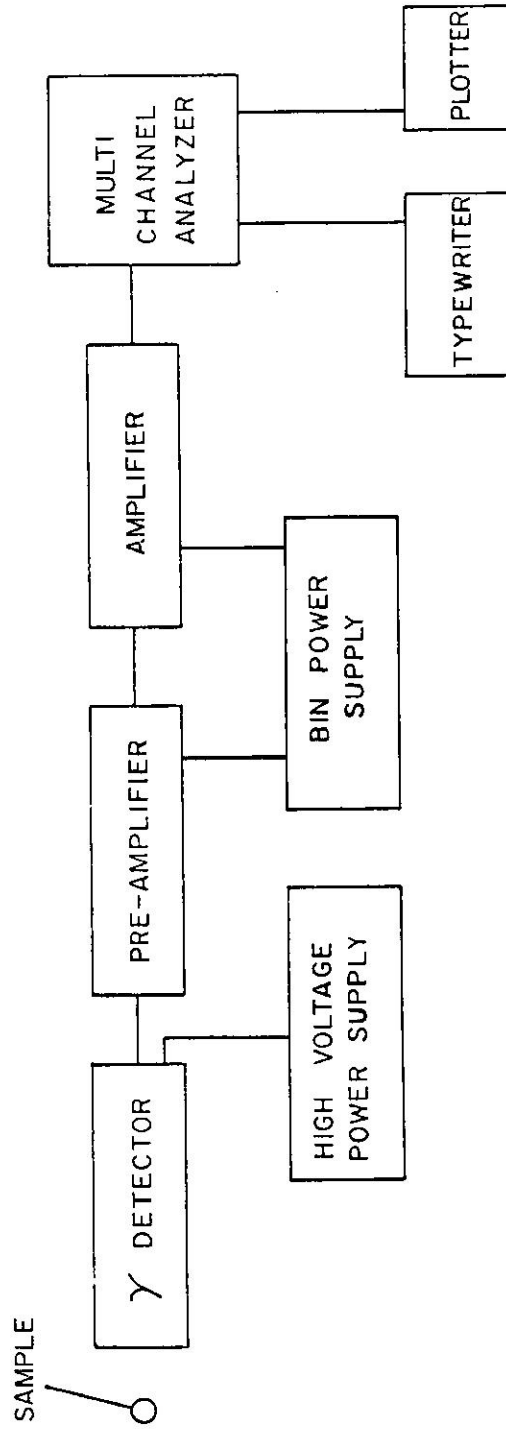 SAMPLE
γ DETECTOR
PRE-AMPLIFIER
AMPLIFIER
MULTI
CHANNEL
ANALYZER
HIGH VOLTAGE
POWER SUPPLY
BIN POWER
SUPPLY
TYPEWRITER
PLOTTER